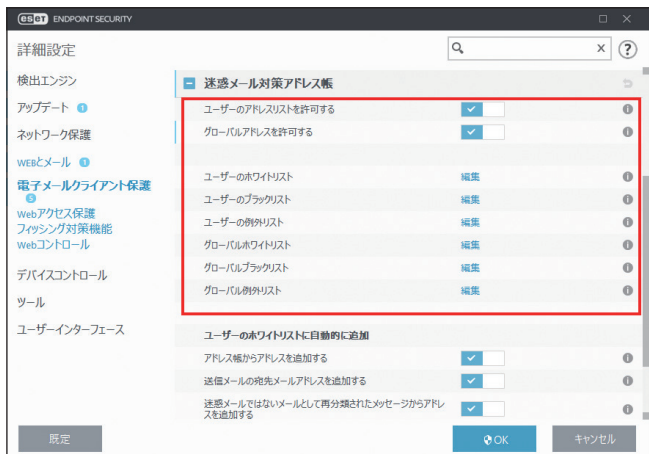 eset ENDPOINT SECURITY
詳細設定
検出エンジン
アップデート 1
ネットワーク保護
WEBとメール 1
電子メールクライアント保護
5
Webアクセス保護
フィッシング対策機能
Webコントロール
デバイスコントロール
ツール
ユーザーインターフェース
迷惑メール対策アドレス帳
ユーザーのアドレスリストを許可する
グローバルアドレスを許可する
ユーザーのホワイトリスト 編集
ユーザーのブラックリスト 編集
ユーザーの例外リスト 編集
グローバルホワイトリスト 編集
グローバルブラックリスト 編集
グローバル例外リスト 編集
ユーザーのホワイトリストに自動的に追加
アドレス帳からアドレスを追加する
送信メールの宛先メールアドレスを追加する
迷惑メールではないメールとして再分類されたメッセージからアドレ
スを追加する
既定
OK
キャンセル